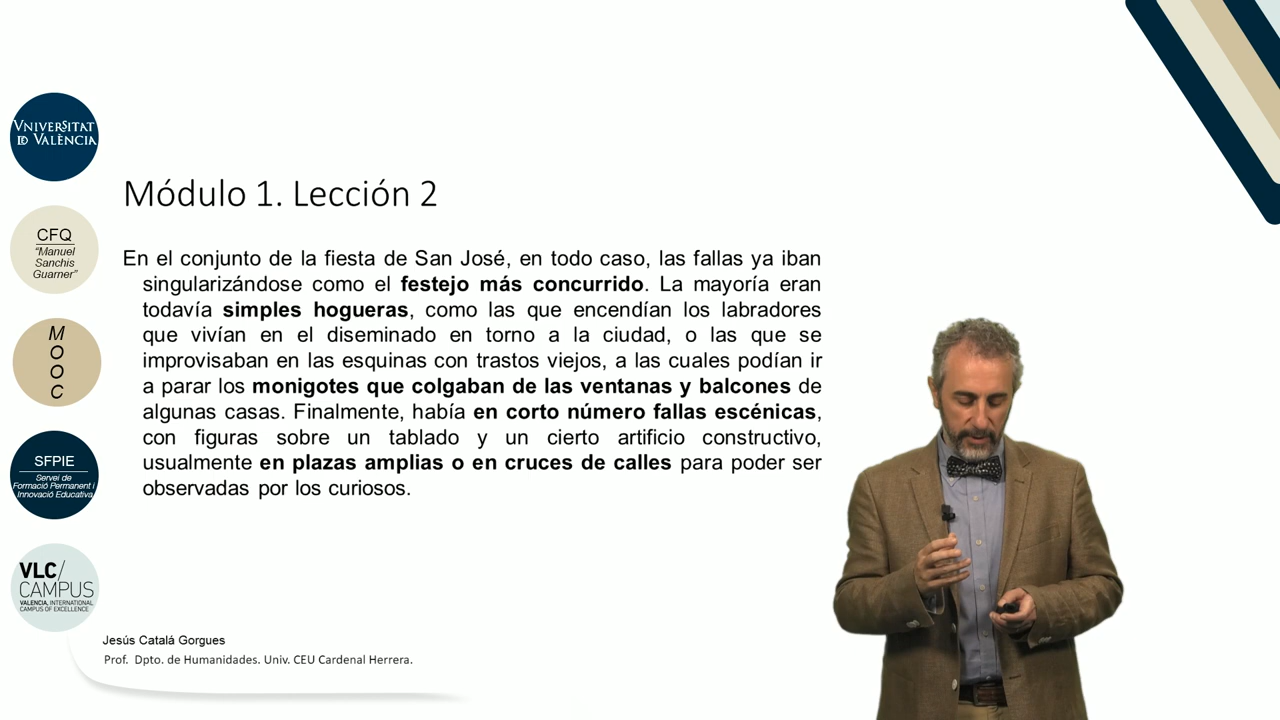 VNIVERSITAT
ID VALÈNCIA
CFQ
“Manuel
Sanchis
Guarner”
M
O
O
C
SFPIE
Servei de
Formació Permanent i
Innovació Educativa
VLC/
CAMPUS
VALENCIA, INTERNATIONAL
CAMPUS OF EXCELLENCE
Módulo 1. Lección 2
En el conjunto de la fiesta de San José, en todo caso, las fallas ya iban
singularizándose como el festejo más concurrido. La mayoría eran
todavía simples hogueras, como las que encendían los labradores
que vivían en el diseminado en torno a la ciudad, o las que se
improvisaban en las esquinas con trastos viejos, a las cuales podían ir
a parar los monigotes que colgaban de las ventanas y balcones de
algunas casas. Finalmente, había en corto número fallas escénicas,
con figuras sobre un tablado y un cierto artificio constructivo,
usualmente en plazas amplias o en cruces de calles para poder ser
observadas por los curiosos.
Jesús Catalá Gorgues
Prof. Dpto. de Humanidades. Univ. CEU Cardenal Herrera.